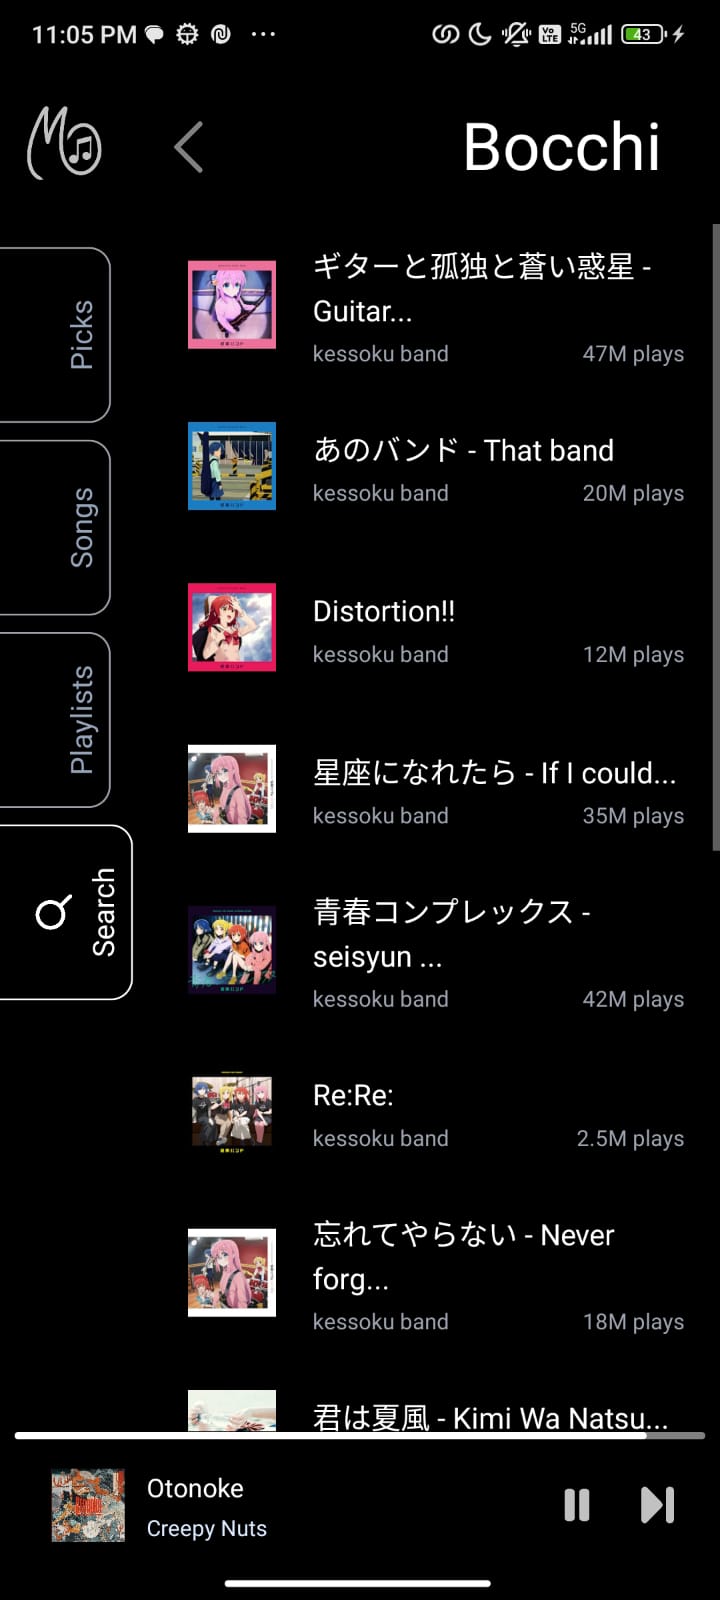 11:05 PM
5G
Vo
LTE
43
Bocchi
Picks
Songs
Playlists
Search
ギターと孤独と蒼い惑星 -
Guitar...
kessoku band 47M plays
あのバンド - That band
kessoku band 20M plays
Distortion!!
kessoku band 12M plays
星座になれたら - If I could...
kessoku band 35M plays
青春コンプレックス -
seisyun ...
kessoku band 42M plays
Re:Re:
kessoku band 2.5M plays
忘れてやらない - Never
forg...
kessoku band 18M plays
君は夏風 - Kimi Wa Natsu...
Otonoke
Creepy Nuts